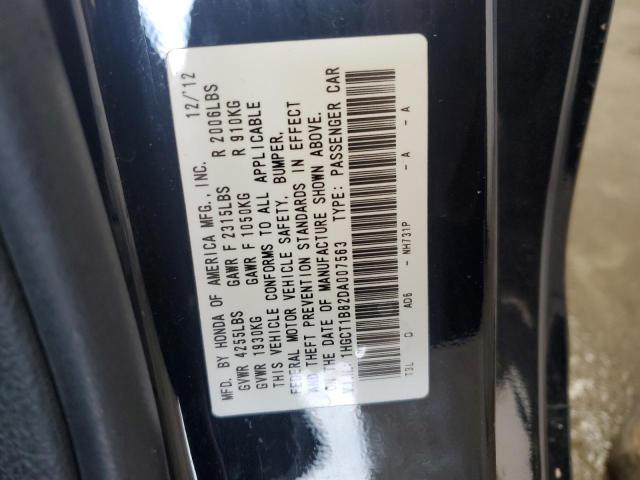 MFD. BY HONDA OF AMERICA MFG., INC. 12/'12
GVWR 4255LBS GAWR F 2315LBS R 2006LBS
GVWR 1930KG GAWR F 1050KG R 910KG
THIS VEHICLE CONFORMS TO ALL APPLICABLE
FEDERAL MOTOR VEHICLE SAFETY, BUMPER,
AND THEFT PREVENTION STANDARDS IN EFFECT
ON THE DATE OF MANUFACTURE SHOWN ABOVE.
1HGCT1B82DA007563 TYPE: PASSENGER CAR
T3L D AD6 - NH731P - A - A